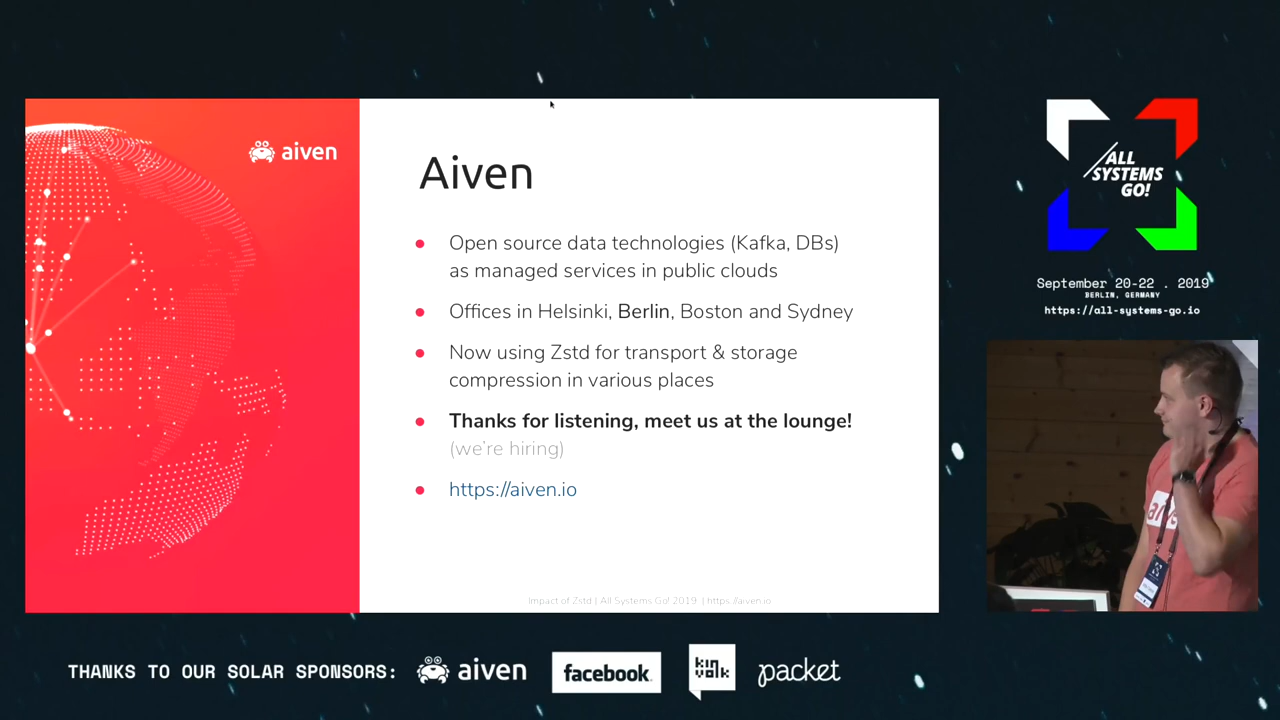 aiven
Aiven
Open source data technologies (Kafka, DBs)
as managed services in public clouds
Offices in Helsinki, Berlin, Boston and Sydney
Now using Zstd for transport & storage
compression in various places
Thanks for listening, meet us at the lounge!
(we're hiring)
https://aiven.io
Impact of Zstd | All Systems Go! 2019 | https://aiven.io
ALL
SYSTEMS
GO!
September 20-22 . 2019
BERLIN, GERMANY
https://all-systems-go.io
THANKS TO OUR SOLAR SPONSORS:
aiven
facebook
kin
volk
packet